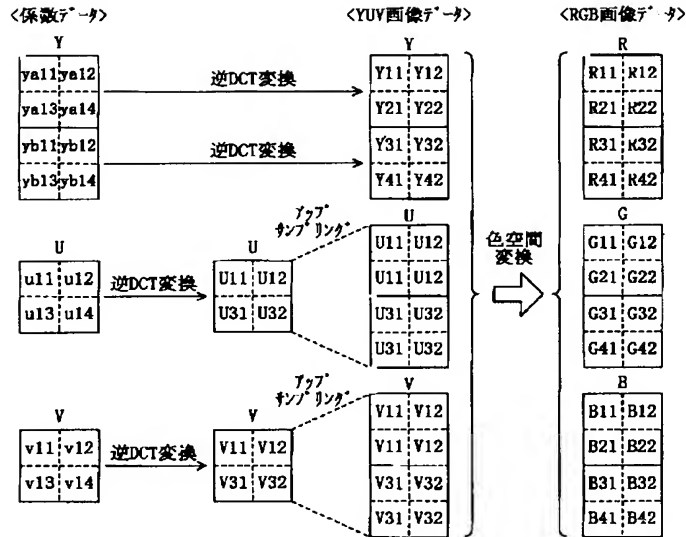 <係数ﾃﾞｰﾀ>
<YUV画像ﾃﾞｰﾀ>
<RGB画像ﾃﾞｰﾀ>
Y
Y
R
ya11 ya12
ya13 ya14
yb11 yb12
yb13 yb14
逆DCT変換
逆DCT変換
Y11 Y12
Y21 Y22
Y31 Y32
Y41 Y42
R11 R12
R21 R22
R31 R32
R41 R42
U
u11 u12
u13 u14
逆DCT変換
U
U11 U12
U31 U32
ｱｯﾌﾟ
ｻﾝﾌﾟﾘﾝｸﾞ
U
U11 U12
U11 U12
U31 U32
U31 U32
色空間
変換
G
G11 G12
G21 G22
G31 G32
G41 G42
V
v11 v12
v13 v14
逆DCT変換
V
V11 V12
V31 V32
ｱｯﾌﾟ
ｻﾝﾌﾟﾘﾝｸﾞ
V
V11 V12
V11 V12
V31 V32
V31 V32
B
B11 B12
B21 B22
B31 B32
B41 B42